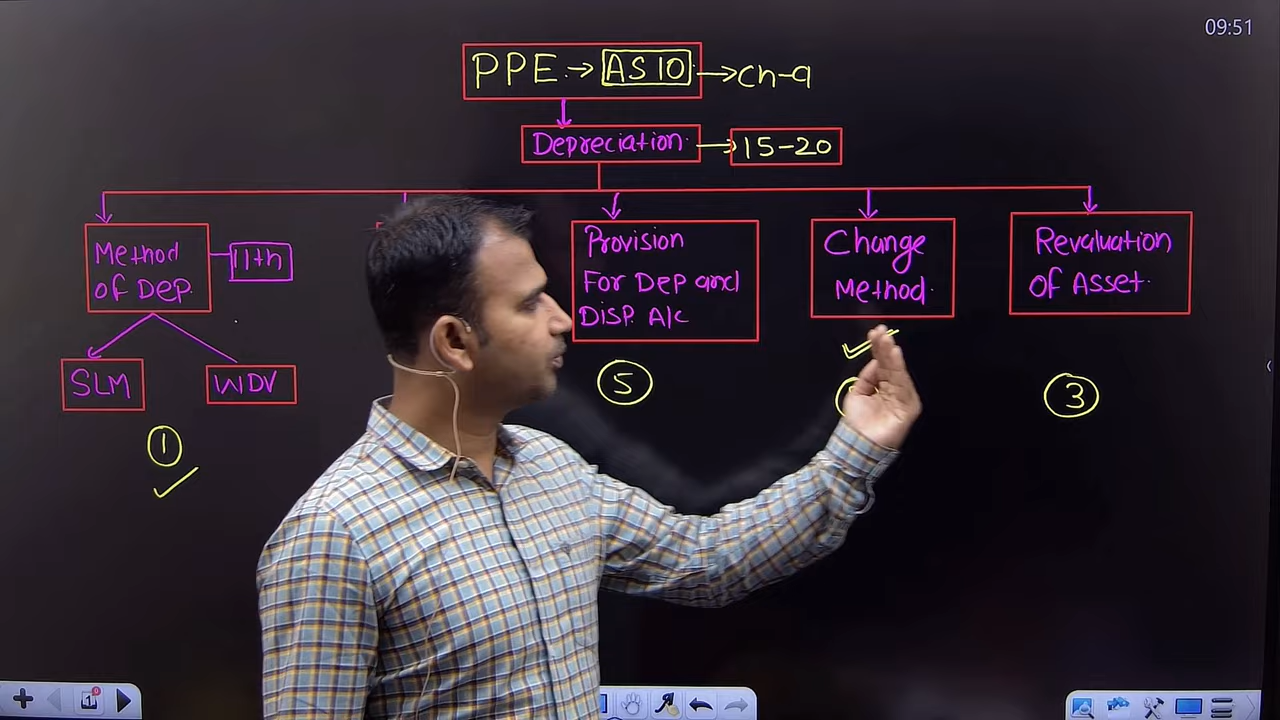 09:51
PPE → AS 10 → Ch-9
Depreciation → 15-20
Method
of Dep.
11th
SLM
WDV
①
Provision
For Dep and
Disp. A/c
⑤
Change
Method
Revaluation
of Asset
③
1